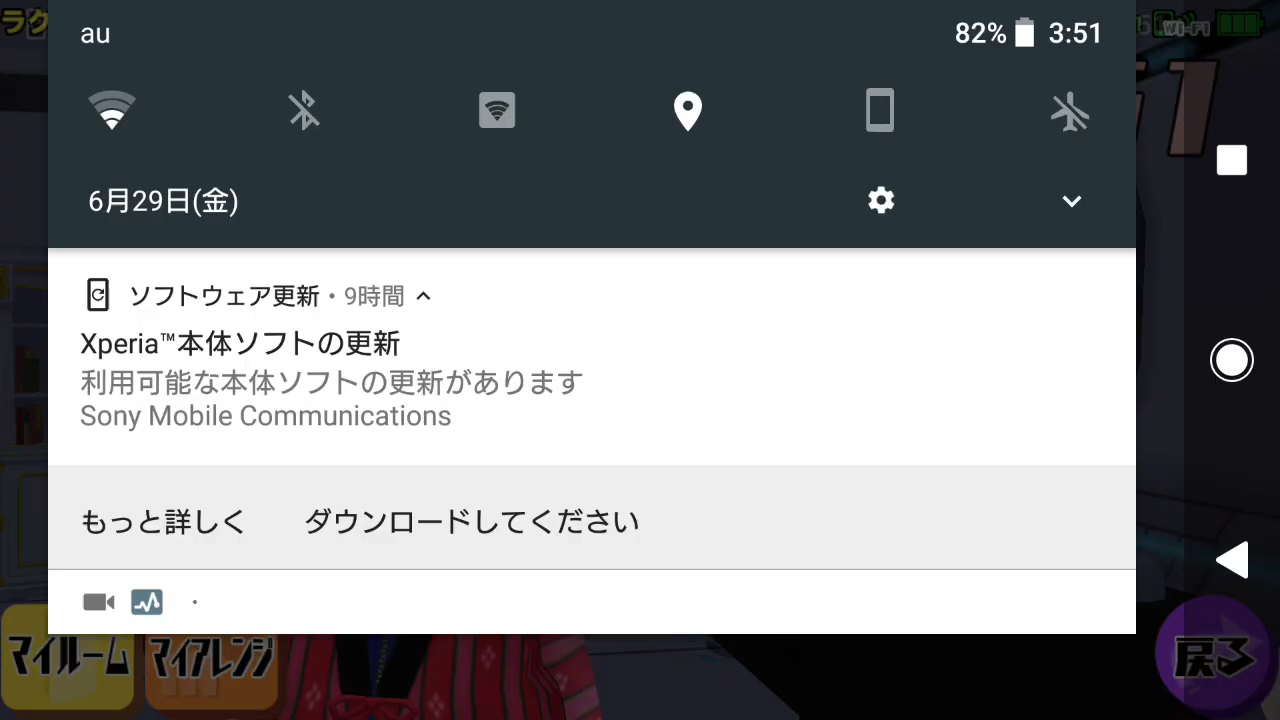 ラク
au
82%
3:51
Wi-Fi
6月29日(金)
ソフトウェア更新・9時間
Xperia™本体ソフトの更新
利用可能な本体ソフトの更新があります
Sony Mobile Communications
もっと詳しく
ダウンロードしてください
マイルーム
マイアレンジ
戻る